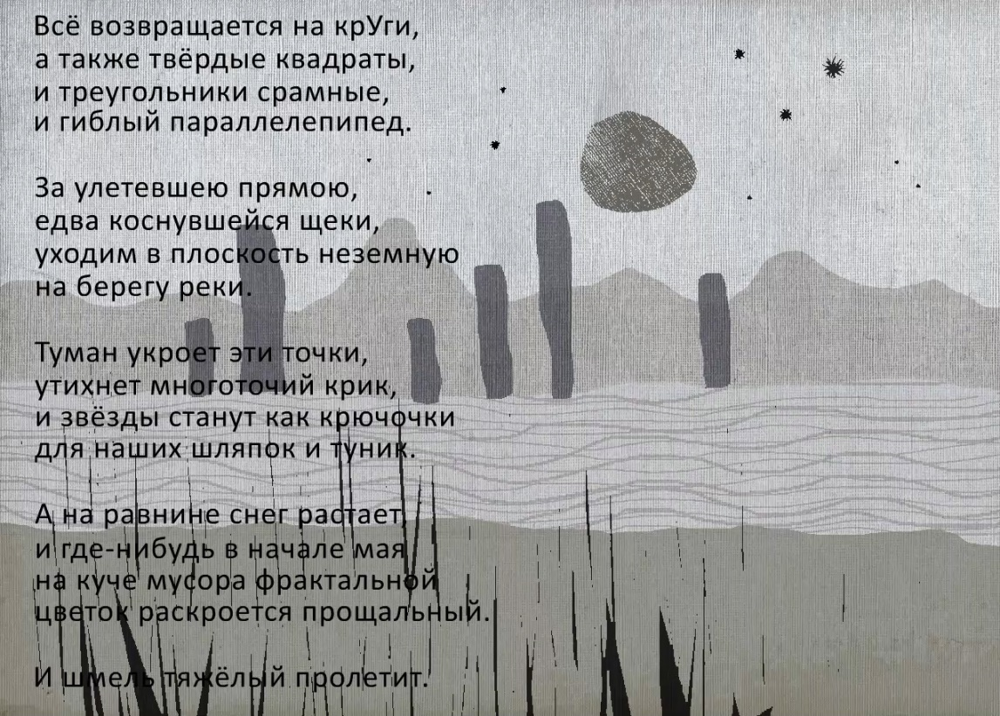 Всё возвращается на крУги,
а также твёрдые квадраты,
и треугольники срамные,
и гиблый параллелепипед.
За улетевшею прямою,
едва коснувшейся щеки,
уходим в плоскость неземную
на берегу реки.
Туман укроет эти точки,
утихнет многоточий крик,
и звёзды станут как крючочки
для наших шляпок и туник.
А на равнине снег растает,
и где-нибудь в начале мая
на куче мусора фрактальной
цветок раскроется прощальный.
И шмель тяжёлый пролетит.